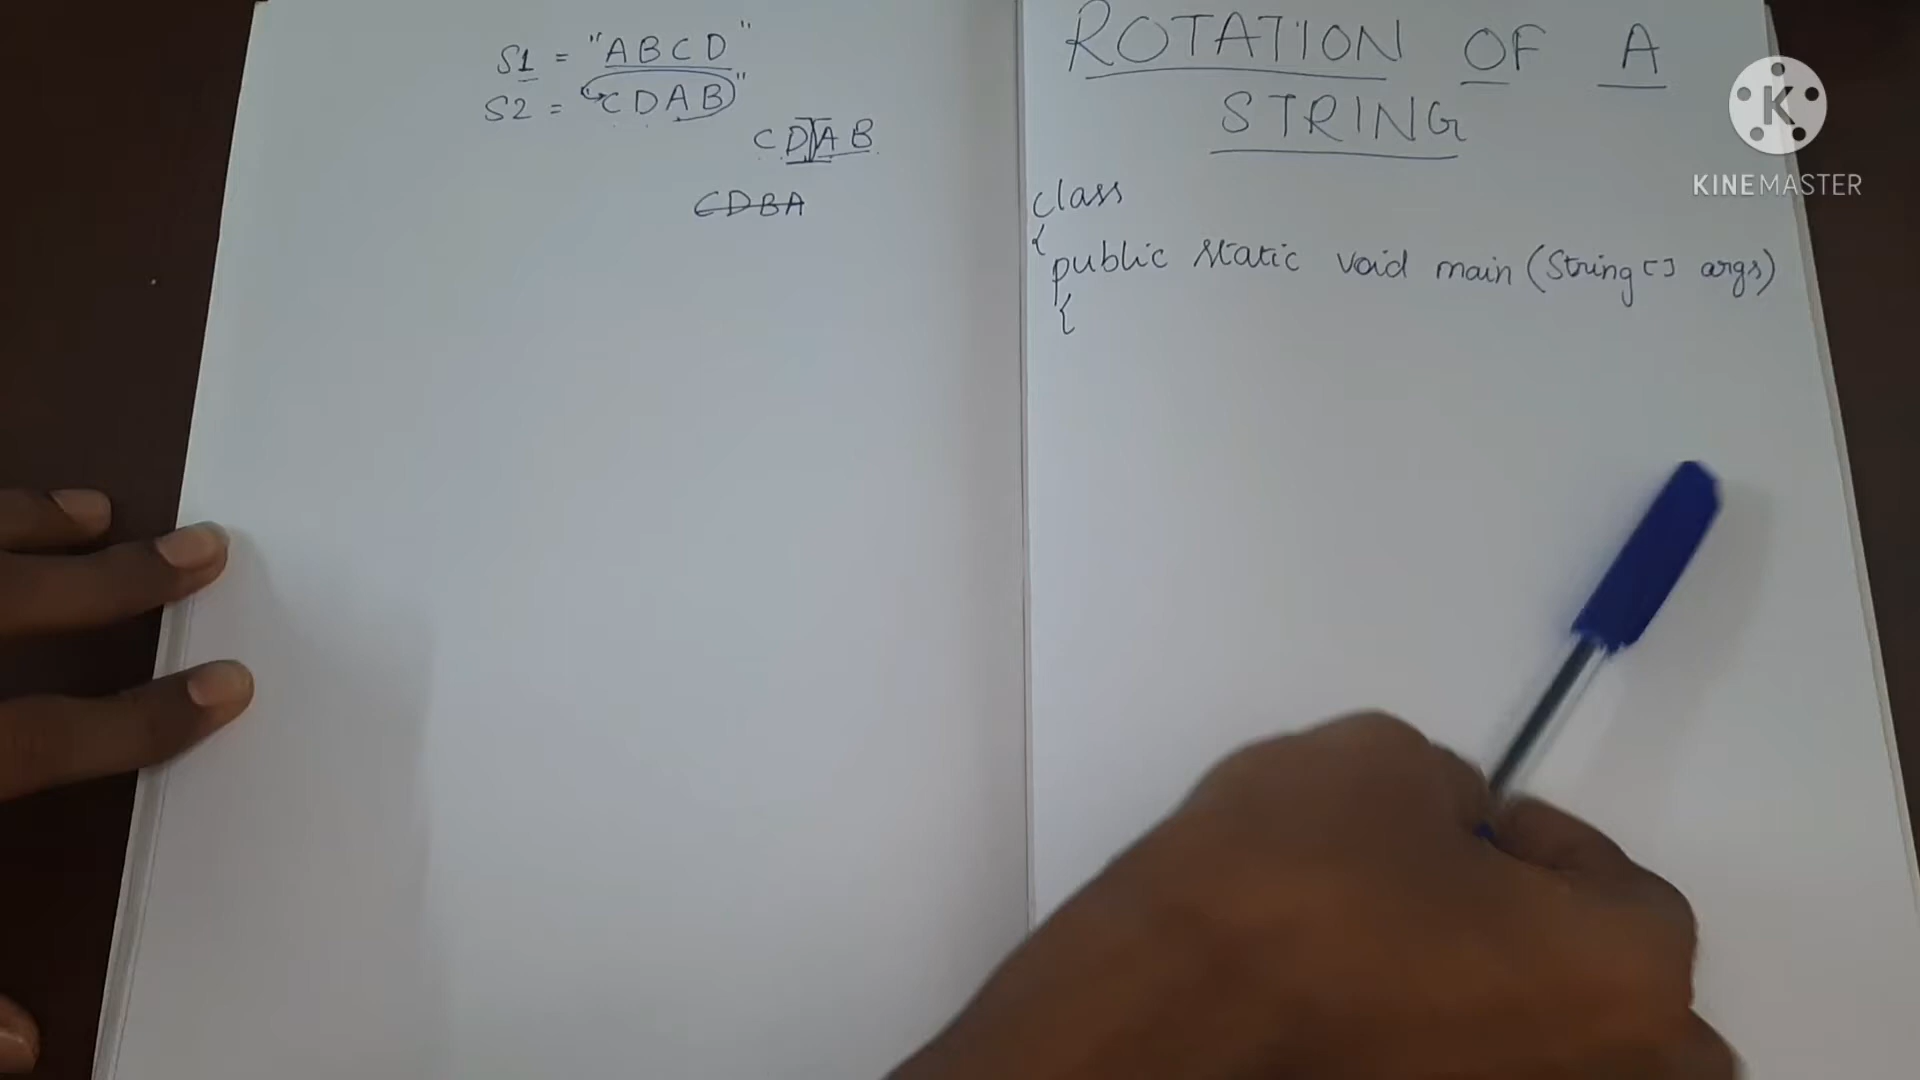 S1 = "ABCD"
S2 = CDAB"
CDAB
CDBA
ROTATION OF A
STRING
class
{
public static void main (String[] args)
{
K
KINEMASTER